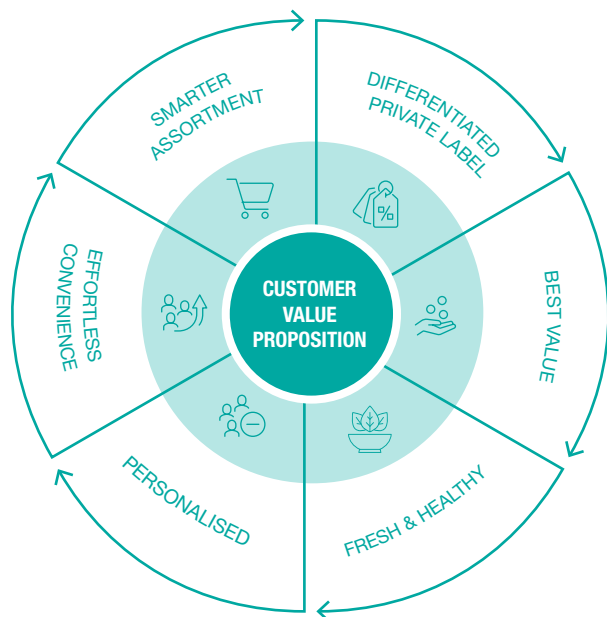 SMARTER
ASSORTMENT
DIFFERENTIATED
PRIVATE LABEL
%
BEST VALUE
FRESH & HEALTHY
PERSONALISED
EFFORTLESS
CONVENIENCE
CUSTOMER
VALUE
PROPOSITION